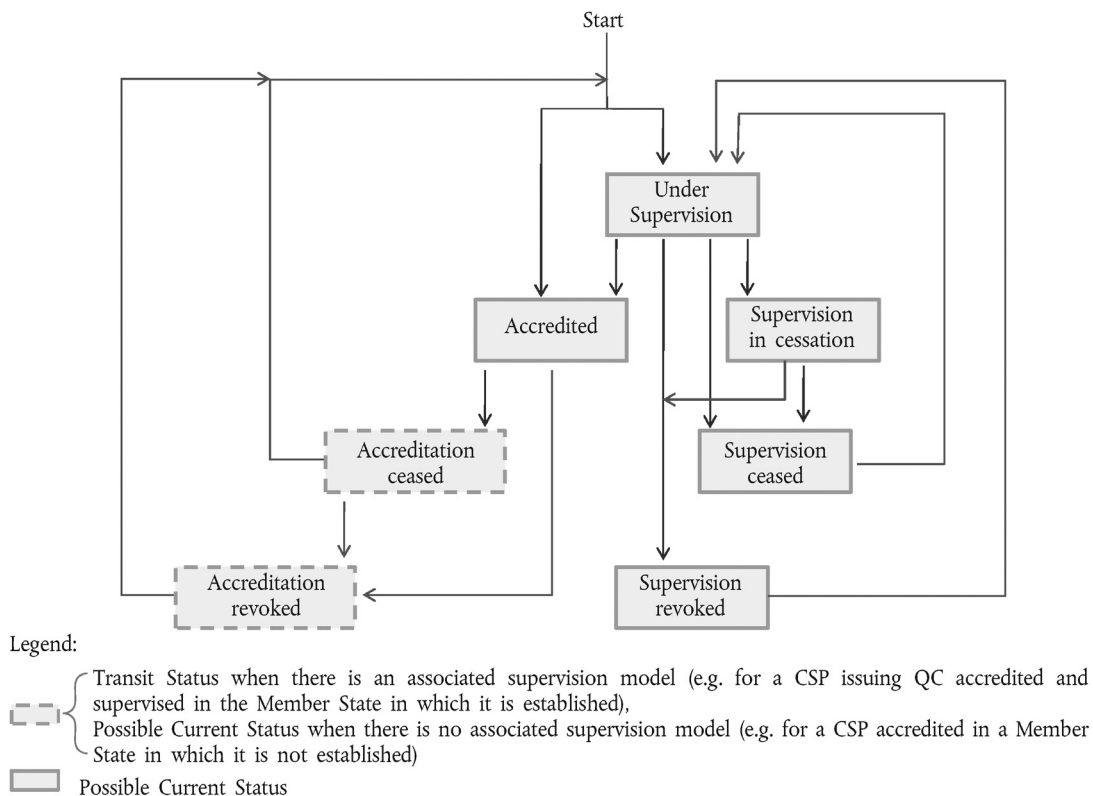 Start
Under
Supervision
Accredited
Supervision
in cessation
Accreditation
ceased
Supervision
ceased
Accreditation
revoked
Supervision
revoked
Legend:
Transit Status when there is an associated supervision model (e.g. for a CSP issuing QC accredited and
supervised in the Member State in which it is established),
Possible Current Status when there is no associated supervision model (e.g. for a CSP accredited in a Member
State in which it is not established)
Possible Current Status